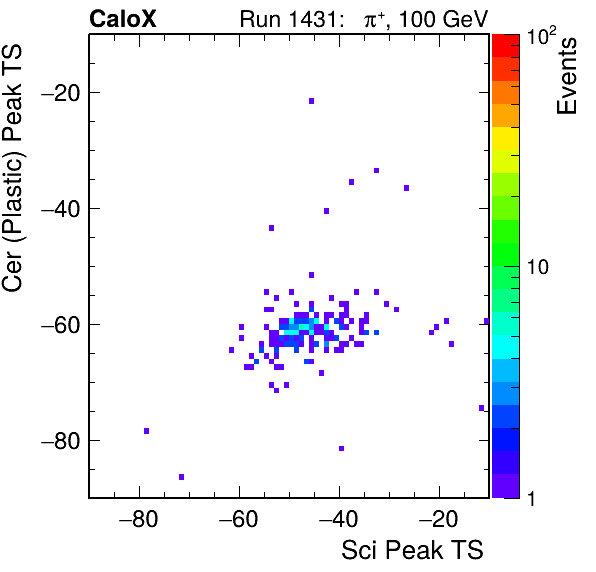 CaloX Run 1431: π⁺, 100 GeV
Cer (Plastic) Peak TS
−20
−40
−60
−80
−80 −60 −40 −20
Sci Peak TS
10²
10
1
Events